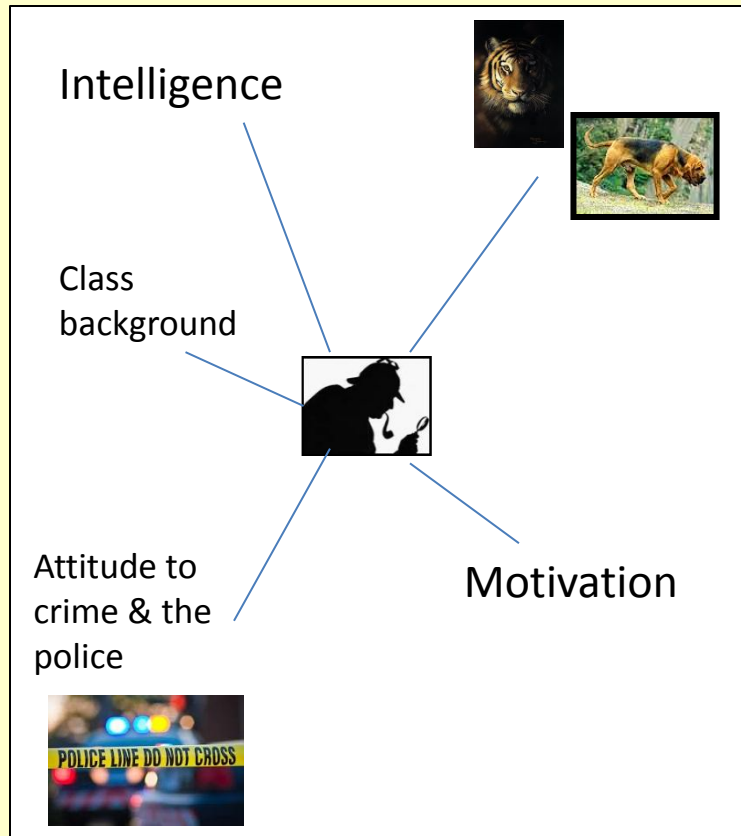 Intelligence
Class
background
Attitude to
crime & the
police
Motivation
POLICE LINE DO NOT CROSS